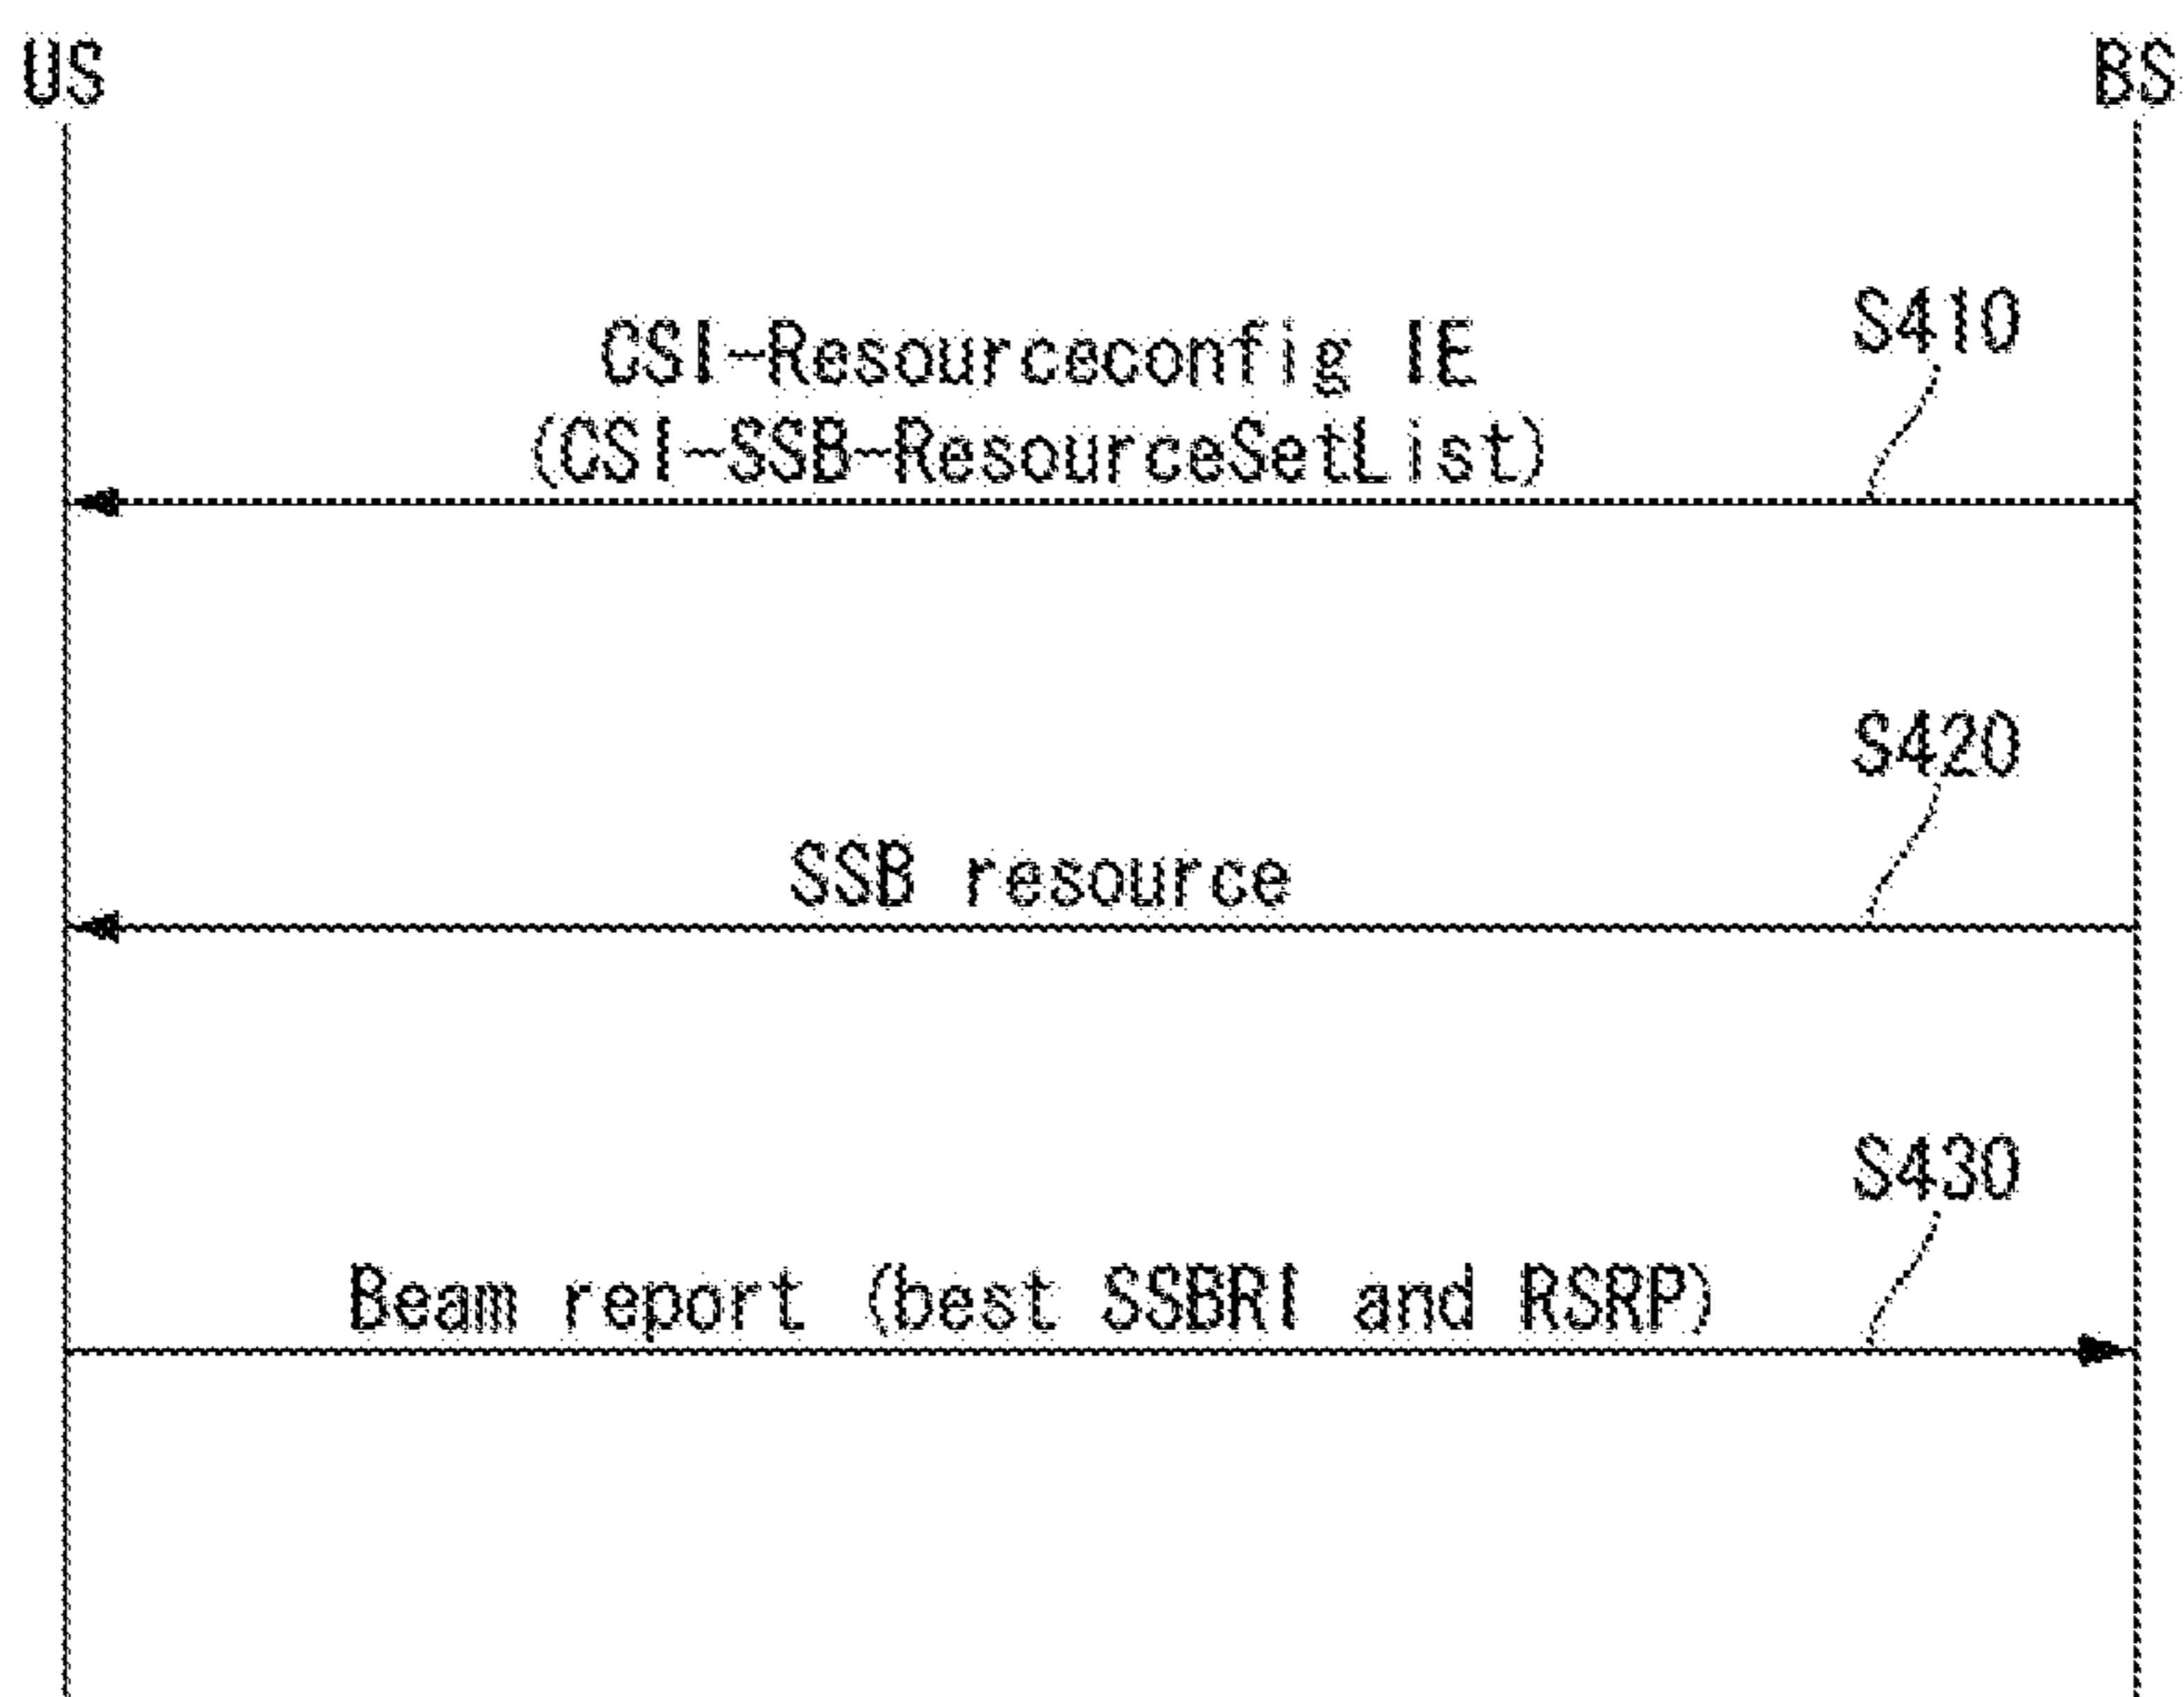 US
BS
S410
CSI-Resourceconfig IE
(CSI-SSB-ResourceSetList)
S420
SSB resource
S430
Beam report (best SSBRI and RSRP)